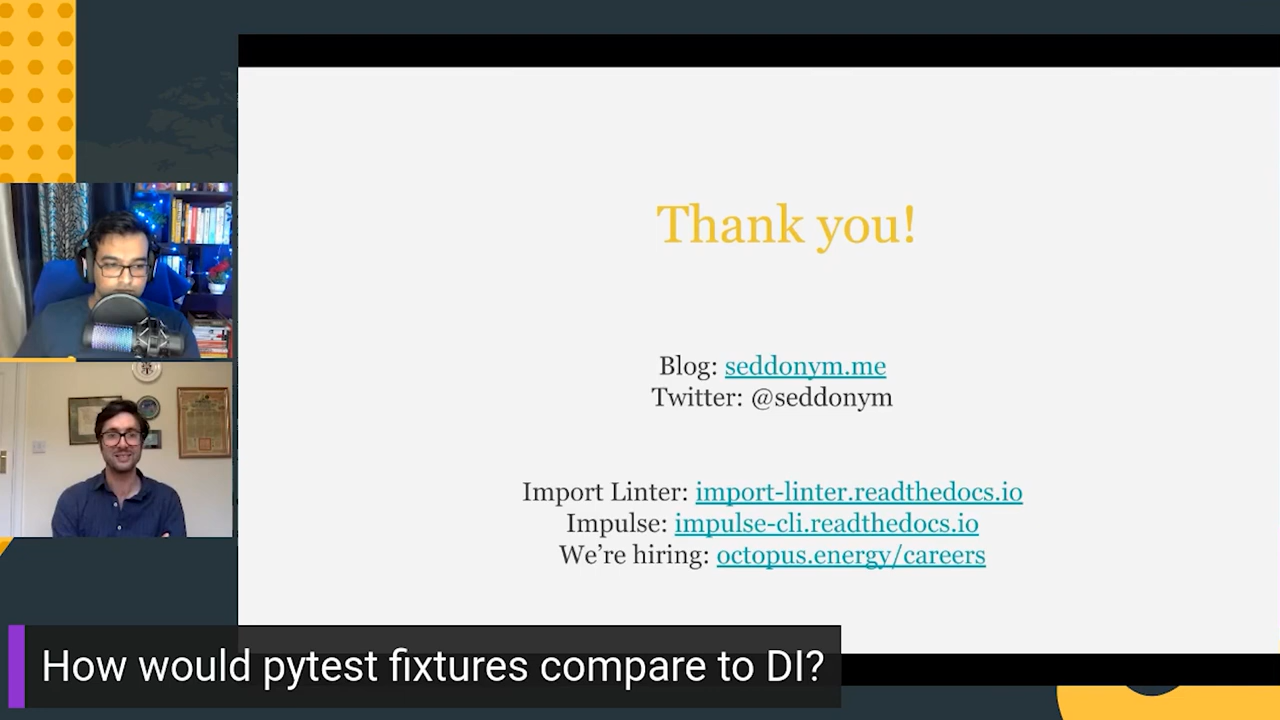 Thank you!
Blog: seddonym.me
Twitter: @seddonym
Import Linter: import-linter.readthedocs.io
Impulse: impulse-cli.readthedocs.io
We’re hiring: octopus.energy/careers
How would pytest fixtures compare to DI?